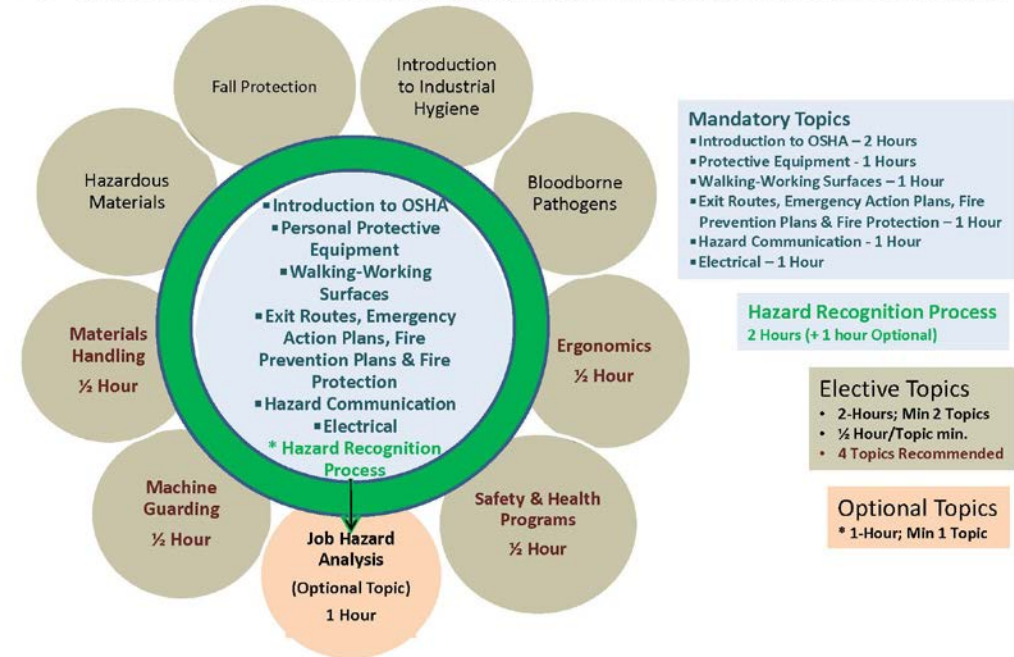 Fall Protection
Introduction
to Industrial
Hygiene
Hazardous
Materials
Bloodborne
Pathogens
▪Introduction to OSHA
▪Personal Protective
Equipment
▪Walking-Working
Surfaces
▪Exit Routes, Emergency
Action Plans, Fire
Prevention Plans & Fire
Protection
▪Hazard Communication
▪Electrical
* Hazard Recognition
Process
Materials
Handling
½ Hour
Ergonomics
½ Hour
Machine
Guarding
½ Hour
Safety & Health
Programs
½ Hour
Job Hazard
Analysis
(Optional Topic)
1 Hour
Mandatory Topics
▪Introduction to OSHA – 2 Hours
▪Protective Equipment - 1 Hours
▪Walking-Working Surfaces – 1 Hour
▪Exit Routes, Emergency Action Plans, Fire
Prevention Plans & Fire Protection – 1 Hour
▪Hazard Communication - 1 Hour
▪Electrical – 1 Hour
Hazard Recognition Process
2 Hours (+ 1 hour Optional)
Elective Topics
• 2-Hours; Min 2 Topics
• ½ Hour/Topic min.
• 4 Topics Recommended
Optional Topics
* 1-Hour; Min 1 Topic